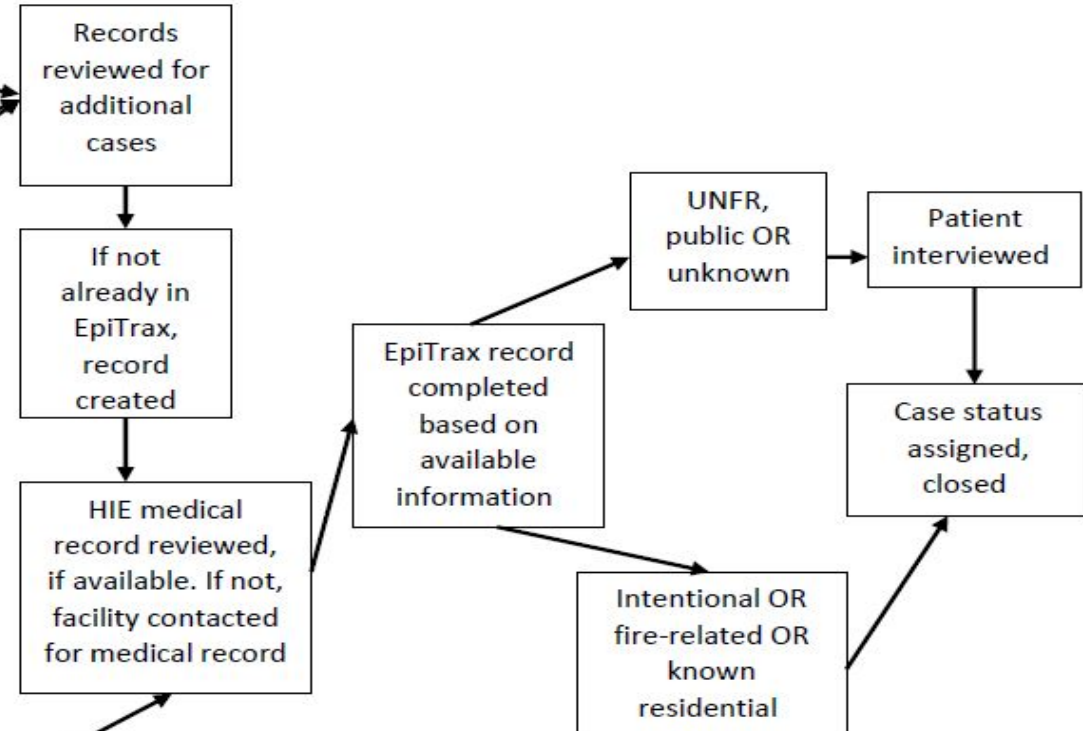 Records
reviewed for
additional
cases
If not
already in
EpiTrax,
record
created
HIE medical
record reviewed,
if available. If not,
facility contacted
for medical record
EpiTrax record
completed
based on
available
information
UNFR,
public OR
unknown
Patient
interviewed
Case status
assigned,
closed
Intentional OR
fire-related OR
known
residential